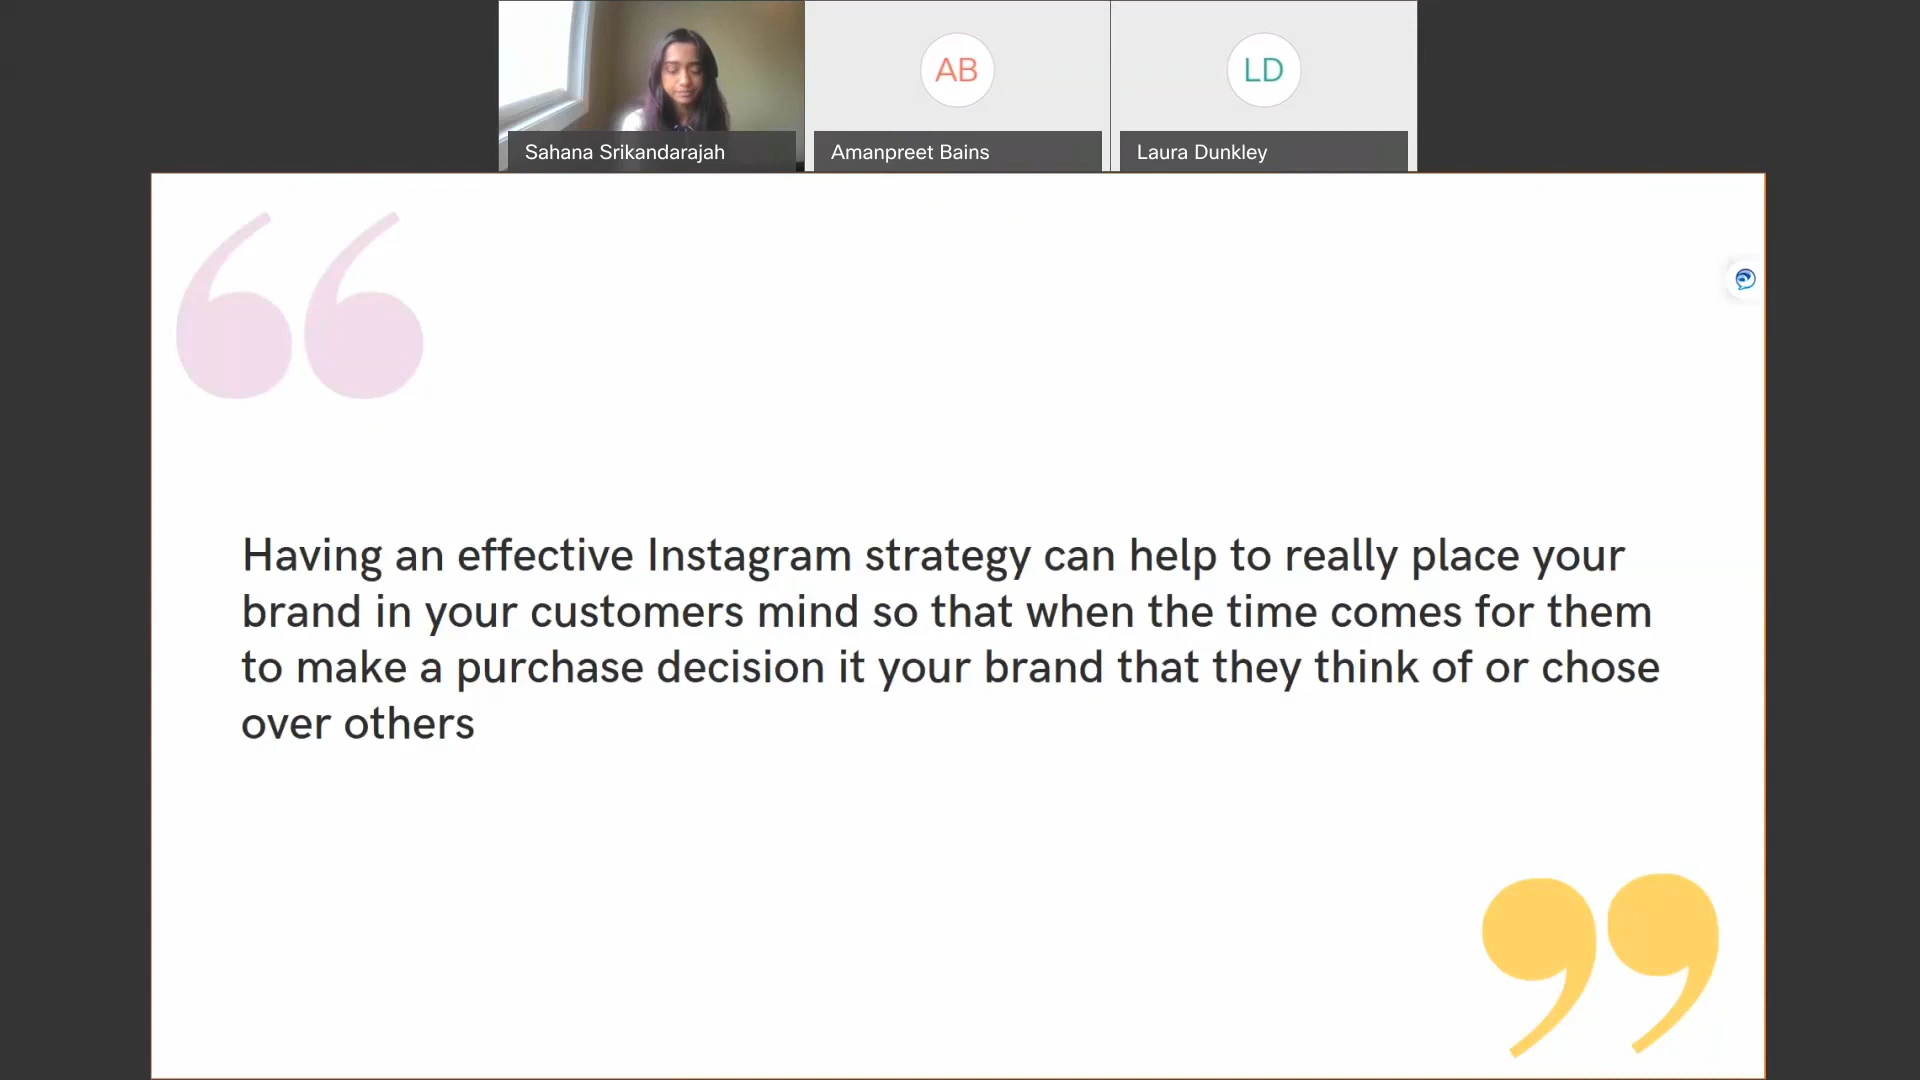 AB
LD
Sahana Srikandarajah
Amanpreet Bains
Laura Dunkley
Having an effective Instagram strategy can help to really place your
brand in your customers mind so that when the time comes for them
to make a purchase decision it your brand that they think of or chose
over others